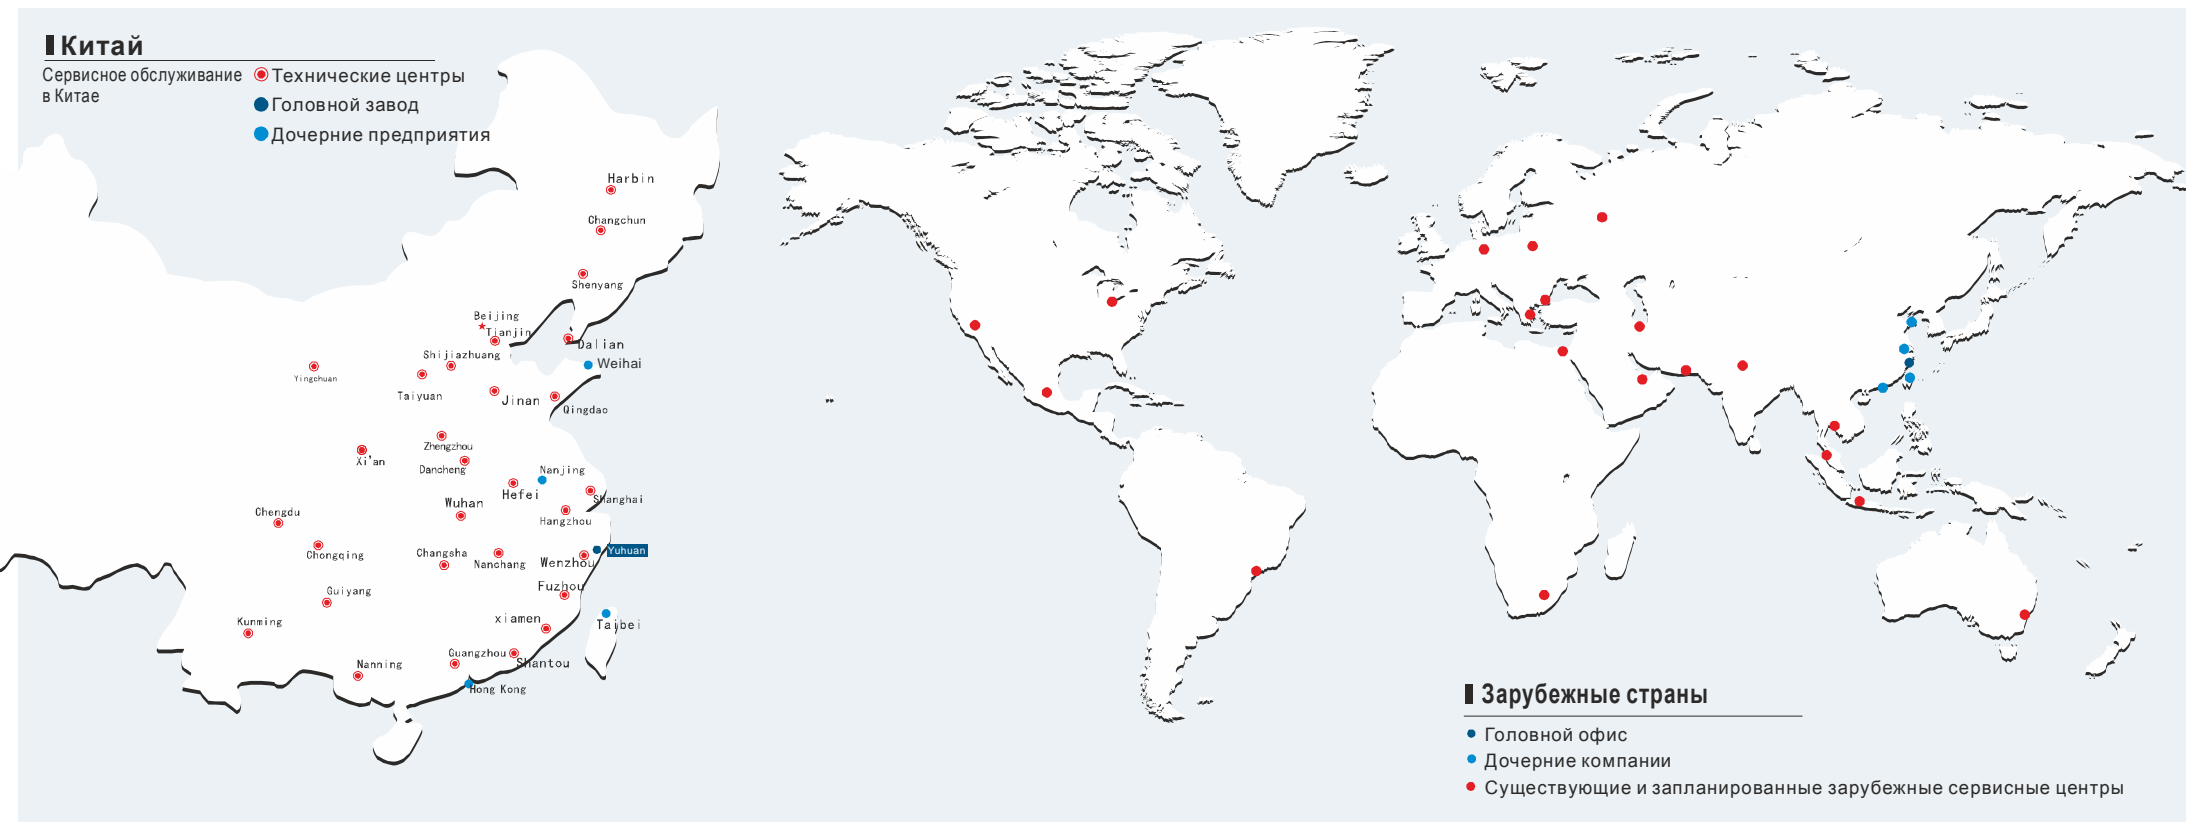 Китай
Сервисное обслуживание
в Китае
Технические центры
Головной завод
Дочерние предприятия
Harbin
Changchun
Shenyang
Beijing
Tianjin
Dalian
Shijiazhuang
Weihai
Yingchuan
Taiyuan
Jinan
Qingdao
Zhengzhou
Xi'an
Dancheng
Nanjing
Hefei
Shanghai
Wuhan
Chengdu
Hangzhou
Chongqing
Changsha
Nanchang
Wenzhou
Yuhuan
Fuzhou
Guiyang
Kunming
xiamen
Taibei
Guangzhou
Shantou
Nanning
Hong Kong
Зарубежные страны
Головной офис
Дочерние компании
Существующие и запланированные зарубежные сервисные центры